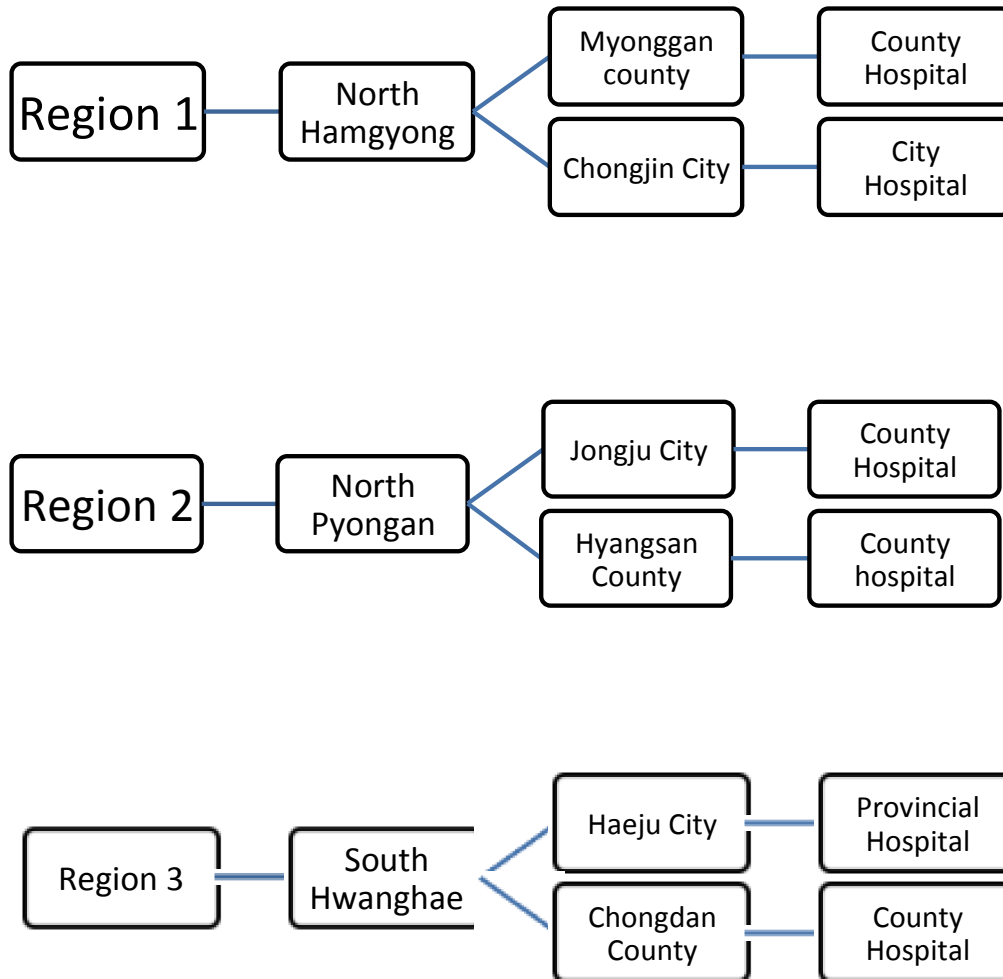 Region 1
North
Hamgyong
Myonggan
county
County
Hospital
Chongjin City
City
Hospital
Region 2
North
Pyongan
Jongju City
County
Hospital
Hyangsan
County
County
hospital
Region 3
South
Hwanghae
Haeju City
Provincial
Hospital
Chongdan
County
County
Hospital